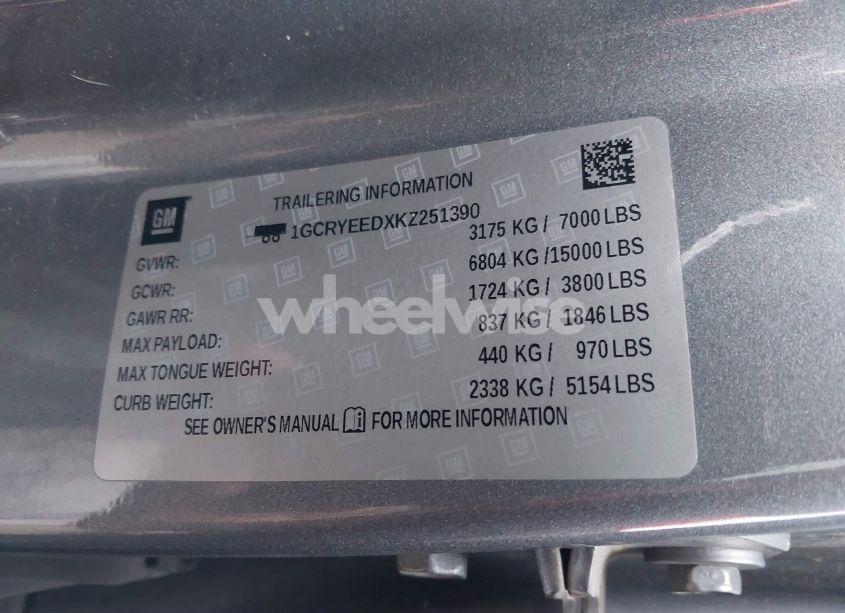 GM
TRAILERING INFORMATION
1GCRYEEDXKZ251390
GVWR: 3175 KG / 7000 LBS
GCWR: 6804 KG /15000 LBS
GAWR RR: 1724 KG / 3800 LBS
MAX PAYLOAD: 837 KG / 1846 LBS
MAX TONGUE WEIGHT: 440 KG / 970 LBS
CURB WEIGHT: 2338 KG / 5154 LBS
SEE OWNER'S MANUAL FOR MORE INFORMATION
wheelwise